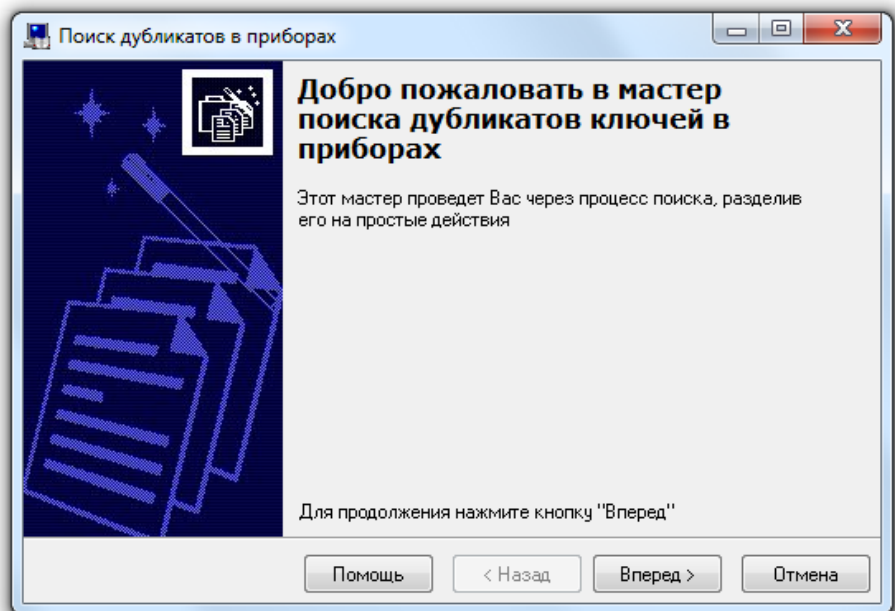 Поиск дубликатов в приборах
Добро пожаловать в мастер
поиска дубликатов ключей в
приборах
Этот мастер проведет Вас через процесс поиска, разделив
его на простые действия
Для продолжения нажмите кнопку "Вперед"
Помощь
< Назад
Вперед >
Отмена